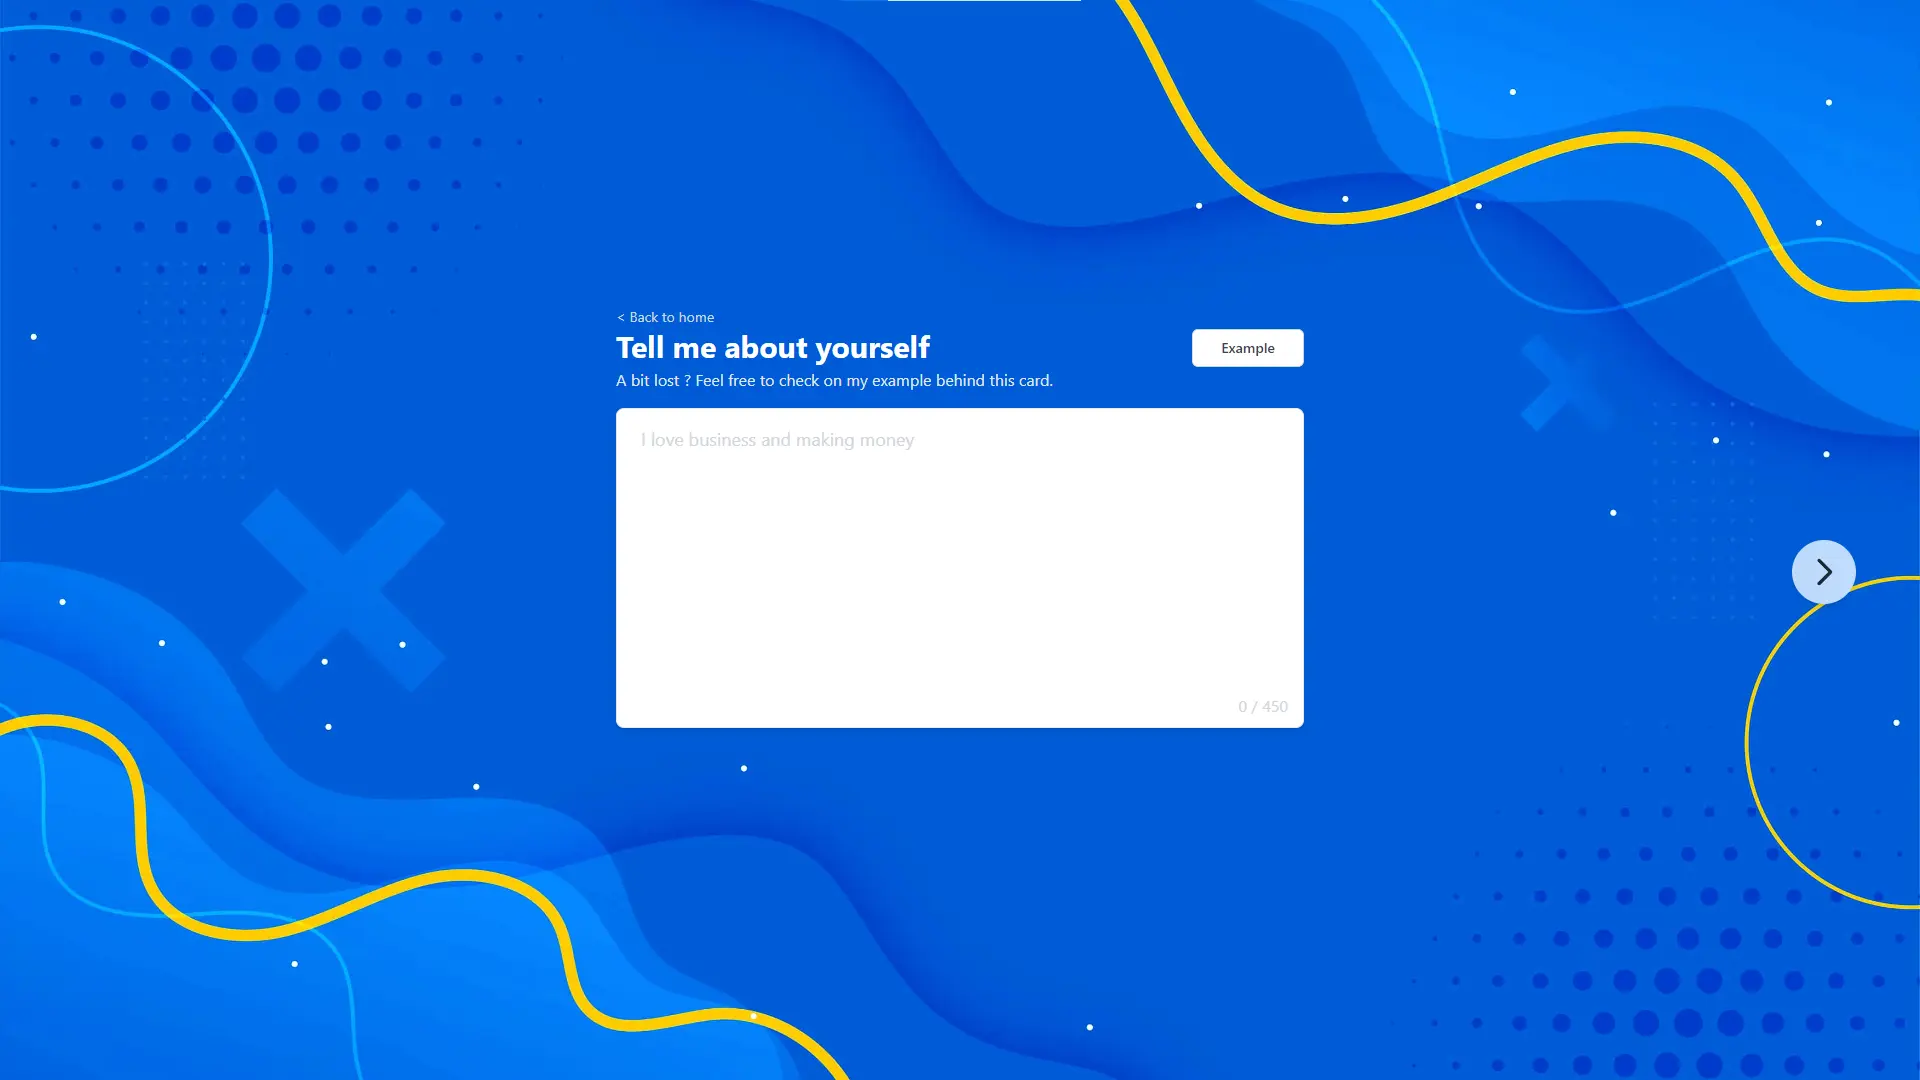 < Back to home
Tell me about yourself
Example
A bit lost ? Feel free to check on my example behind this card.
I love business and making money
0 / 450